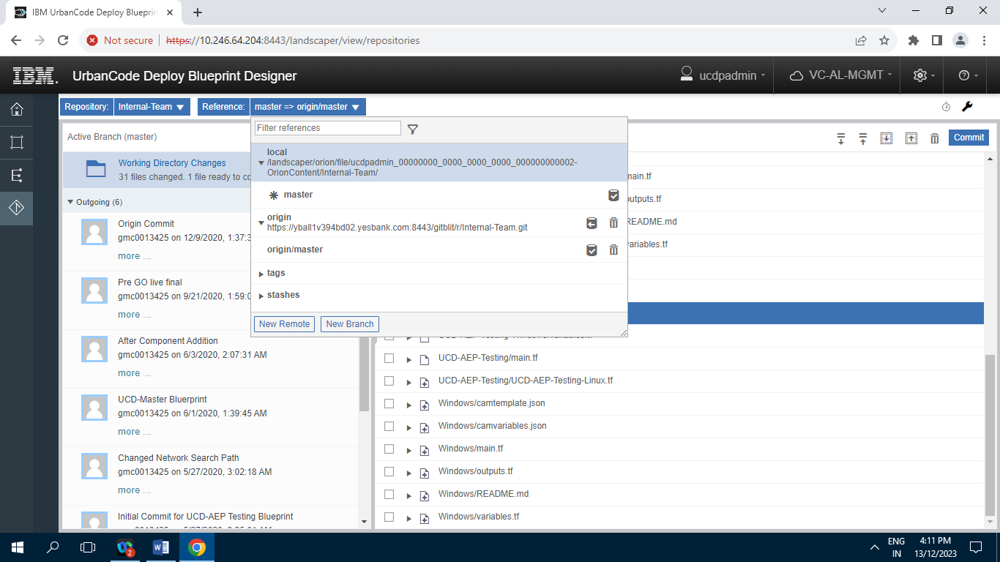 IBM UrbanCode Deploy Blueprin
Not secure
https://10.246.64.204:8443/landscaper/view/repositories
IBM. UrbanCode Deploy Blueprint Designer
ucdpadmin
VC-AL-MGMT
Repository: Internal-Team
Reference: master => origin/master
Active Branch (master)
Commit
Working Directory Changes
31 files changed. 1 file ready to co
Outgoing (6)
Origin Commit
gmc0013425 on 12/9/2020, 1:37:3
more ...
Pre GO live final
gmc0013425 on 9/21/2020, 1:59:0
more ...
After Component Addition
gmc0013425 on 6/3/2020, 2:07:31 AM
more ...
UCD-Master Blueprint
gmc0013425 on 6/1/2020, 1:39:45 AM
more ...
Changed Network Search Path
gmc0013425 on 5/27/2020, 3:02:18 AM
more ...
Initial Commit for UCD-AEP Testing Blueprint
Filter references
local
/landscaper/orion/file/ucdpadmin_00000000_0000_0000_0000_000000000002-
OrionContent/Internal-Team/
master
origin
https://yball1v394bd02.yesbank.com:8443/gitblit/r/Internal-Team.git
origin/master
tags
stashes
New Remote
New Branch
main.tf
outputs.tf
README.md
variables.tf
UCD-AEP-Testing/main.tf
UCD-AEP-Testing/UCD-AEP-Testing-Linux.tf
Windows/camtemplate.json
Windows/camvariables.json
Windows/main.tf
Windows/outputs.tf
Windows/README.md
Windows/variables.tf
2
ENG
IN
4:11 PM
13/12/2023